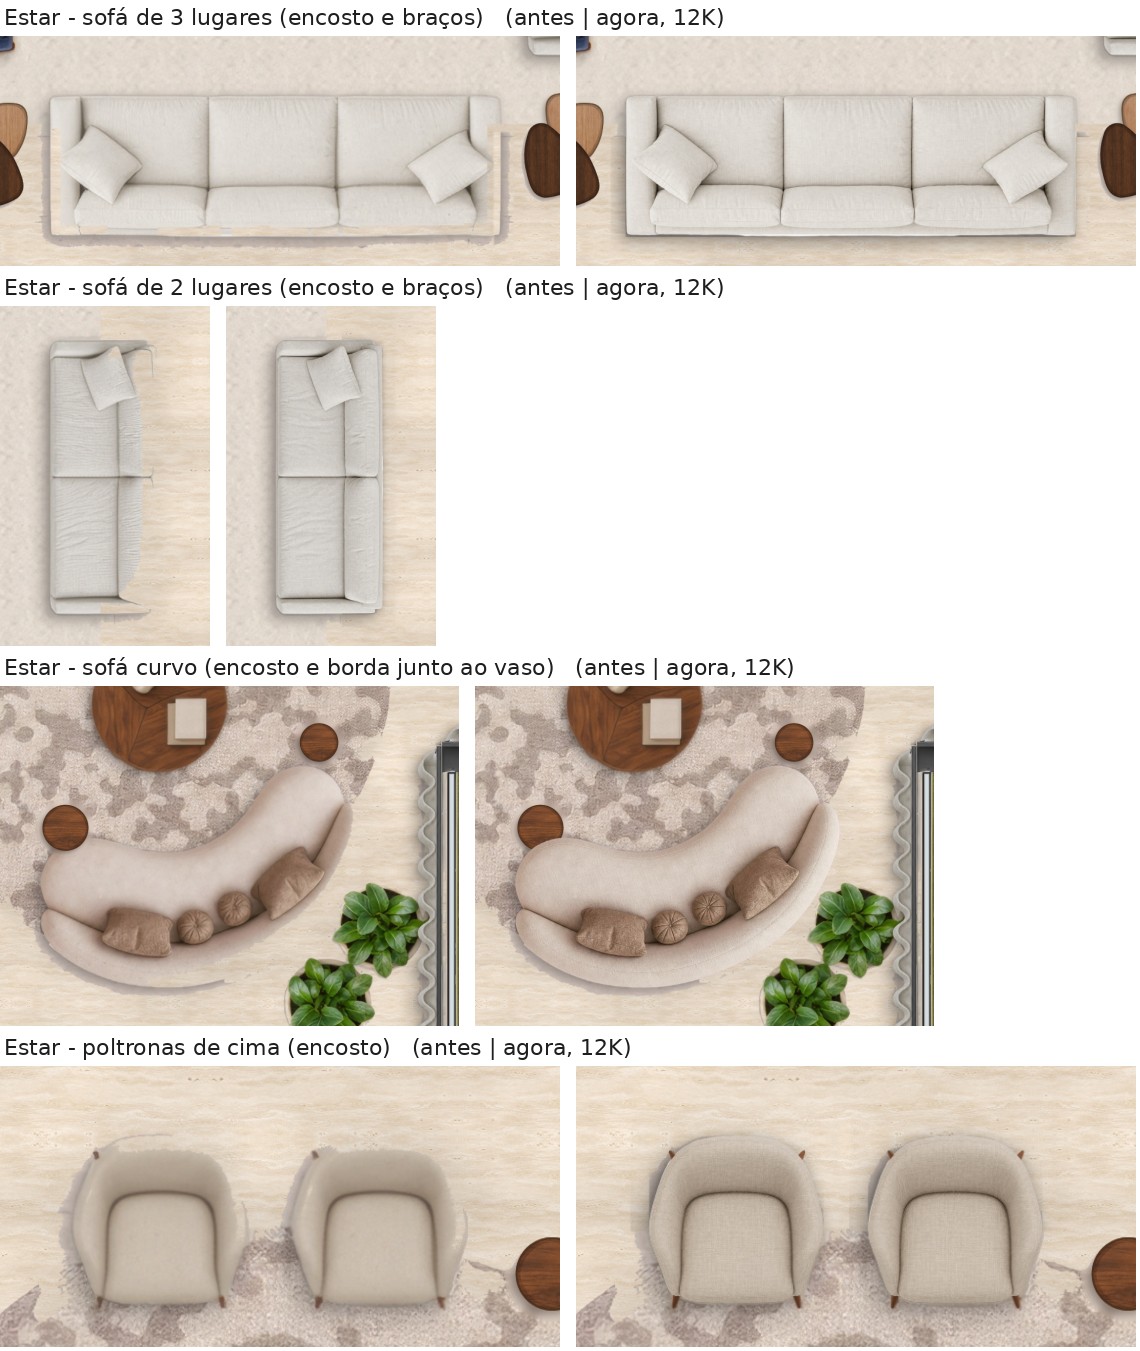 Estar - sofá de 3 lugares (encosto e braços)   (antes | agora, 12K)
Estar - sofá de 2 lugares (encosto e braços)   (antes | agora, 12K)
Estar - sofá curvo (encosto e borda junto ao vaso)   (antes | agora, 12K)
Estar - poltronas de cima (encosto)   (antes | agora, 12K)